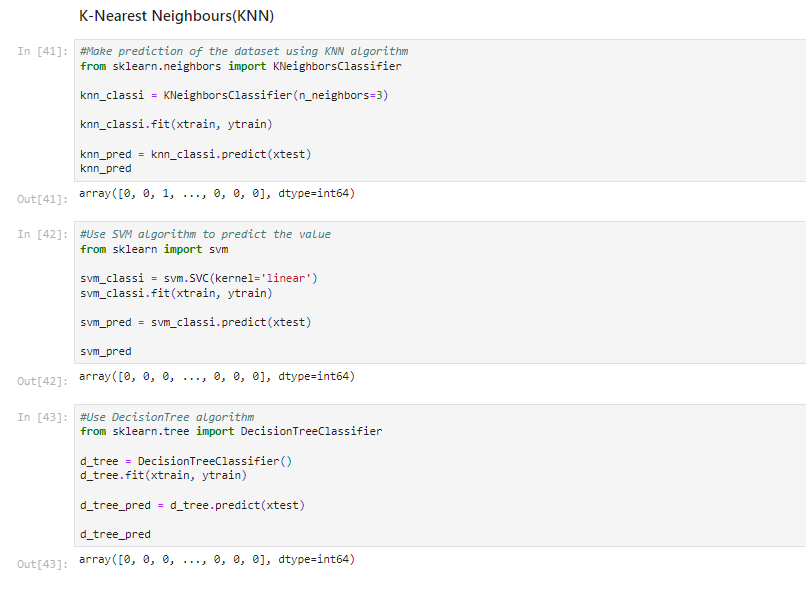 K-Nearest Neighbours(KNN)
In [41]:
#Make prediction of the dataset using KNN algorithm
from sklearn.neighbors import KNeighborsClassifier
knn_classi = KNeighborsClassifier(n_neighbors=3)
knn_classi.fit(xtrain, ytrain)
knn_pred = knn_classi.predict(xtest)
knn_pred
Out[41]:
array([0, 0, 1, ..., 0, 0, 0], dtype=int64)
In [42]:
#Use SVM algorithm to predict the value
from sklearn import svm
svm_classi = svm.SVC(kernel='linear')
svm_classi.fit(xtrain, ytrain)
svm_pred = svm_classi.predict(xtest)
svm_pred
Out[42]:
array([0, 0, 0, ..., 0, 0, 0], dtype=int64)
In [43]:
#Use DecisionTree algorithm
from sklearn.tree import DecisionTreeClassifier
d_tree = DecisionTreeClassifier()
d_tree.fit(xtrain, ytrain)
d_tree_pred = d_tree.predict(xtest)
d_tree_pred
Out[43]:
array([0, 0, 0, ..., 0, 0, 0], dtype=int64)